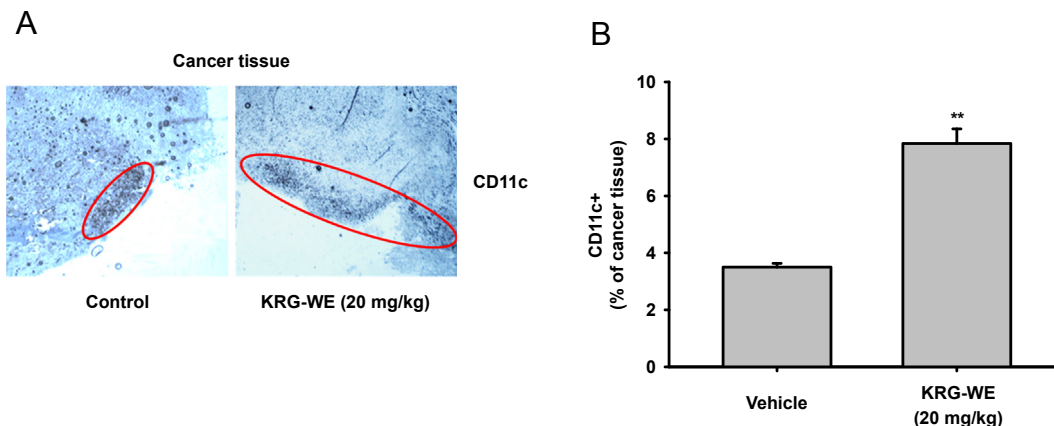 A
Cancer tissue
CD11c
Control
KRG-WE (20 mg/kg)
B
CD11c+
(% of cancer tissue)
10
8
6
4
2
0
**
Vehicle
KRG-WE
(20 mg/kg)